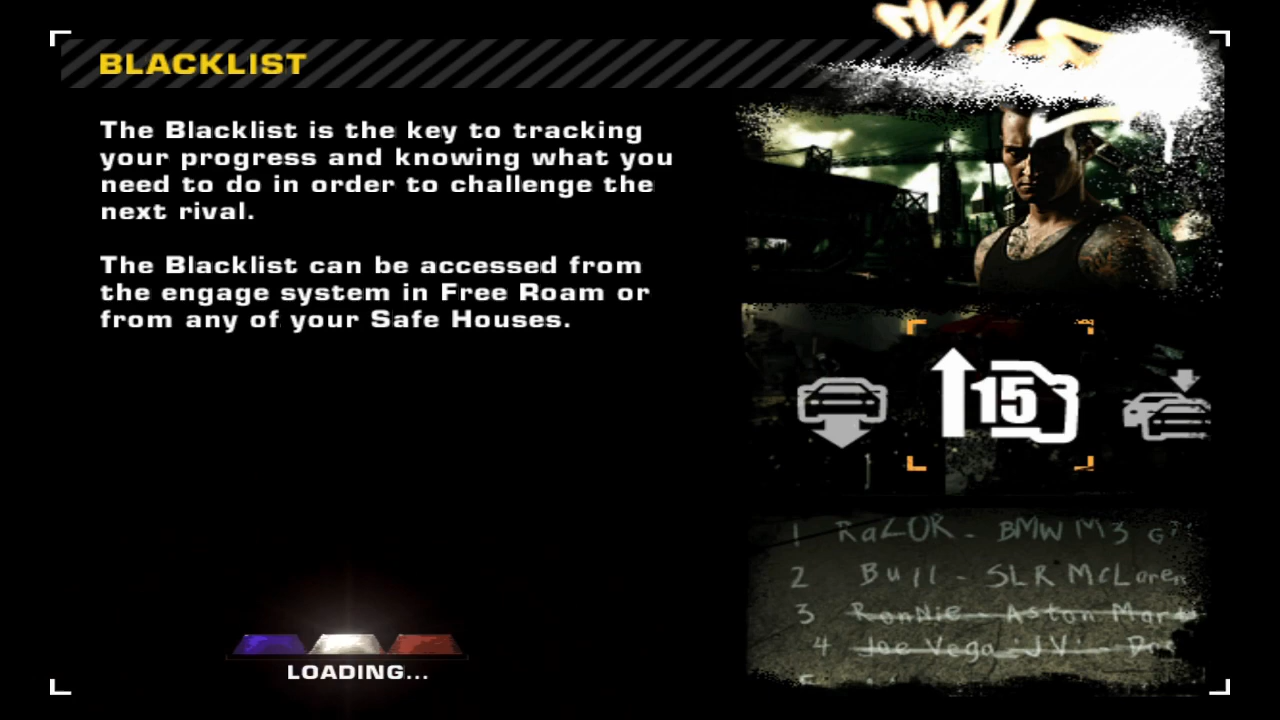 BLACKLIST
The Blacklist is the key to tracking
your progress and knowing what you
need to do in order to challenge the
next rival.
The Blacklist can be accessed from
the engage system in Free Roam or
from any of your Safe Houses.
15
1 RaZOR - BMW M3 G
2 Bull - SLR McLaren
3 Ronnie - Aston Mart
4 Joe Vega - JV -
LOADING...